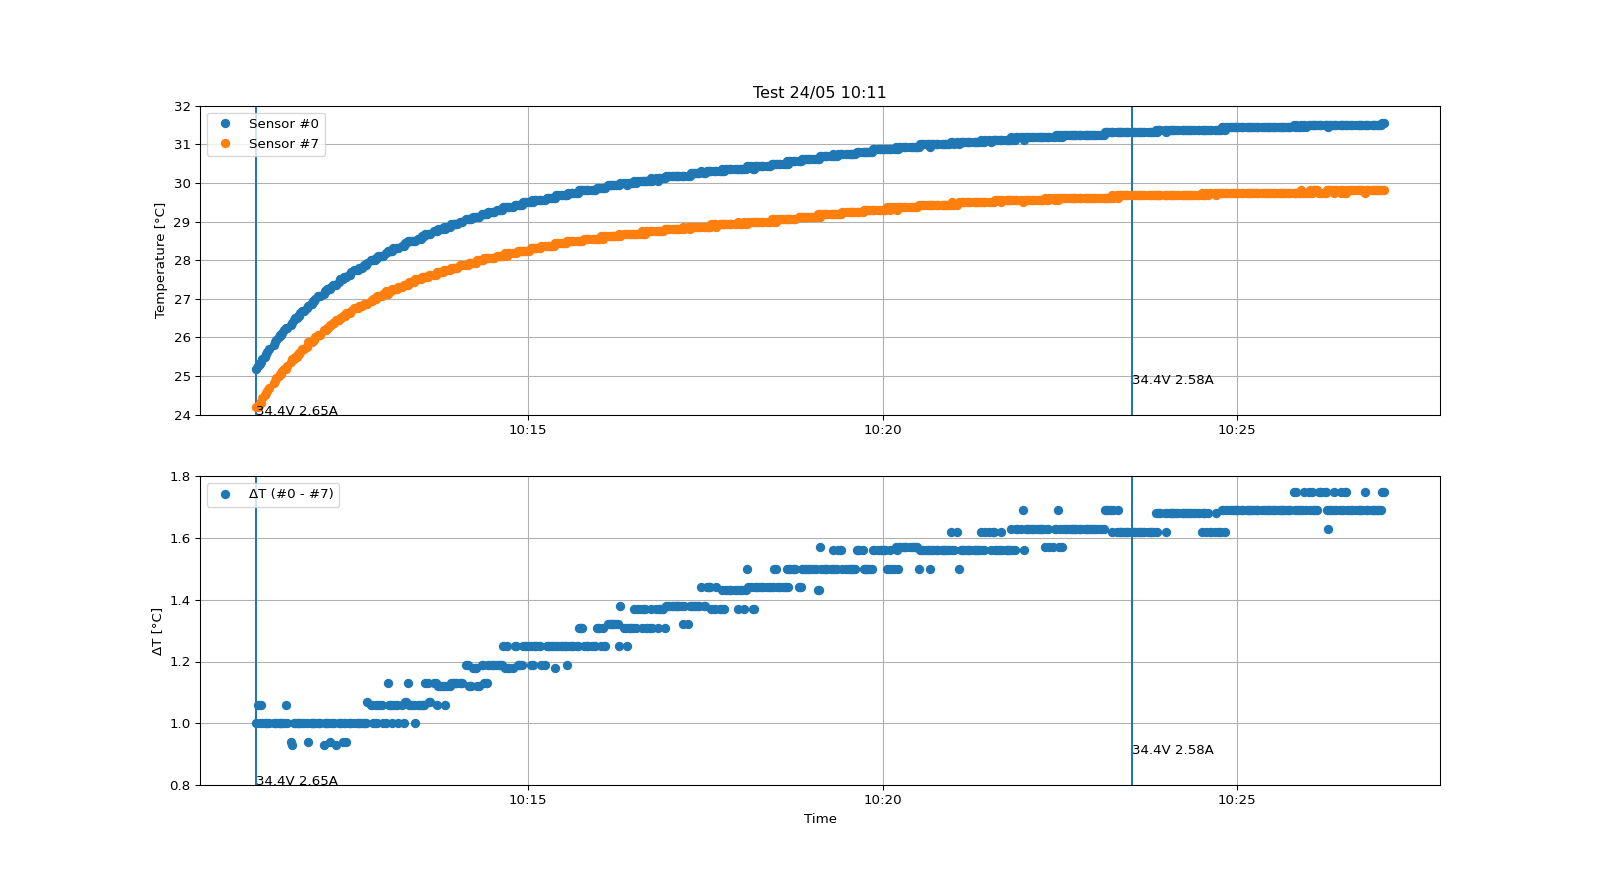 Test 24/05 10:11
Temperature [°C]
32
31
30
29
28
27
26
25
24
Sensor #0
Sensor #7
34.4V 2.65A
34.4V 2.58A
10:15
10:20
10:25
ΔT [°C]
1.8
1.6
1.4
1.2
1.0
0.8
ΔT (#0 - #7)
34.4V 2.65A
34.4V 2.58A
10:15
10:20
10:25
Time